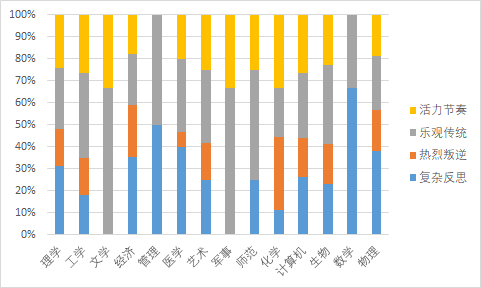 100%
90%
80%
70%
60%
50%
40%
30%
20%
10%
0%
理学
工学
文学
经济
管理
医学
艺术
军事
师范
化学
计算机
生物
数学
物理
活力节奏
乐观传统
热烈叛逆
复杂反思